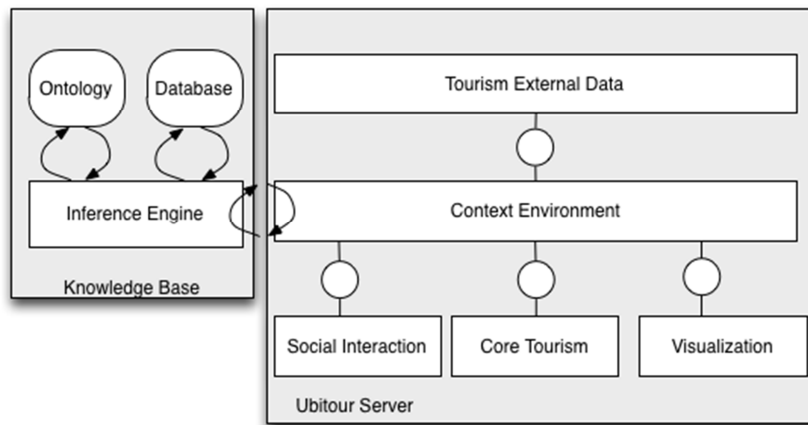 Ontology
Database
Inference Engine
Knowledge Base
Tourism External Data
Context Environment
Social Interaction
Core Tourism
Visualization
Ubitour Server